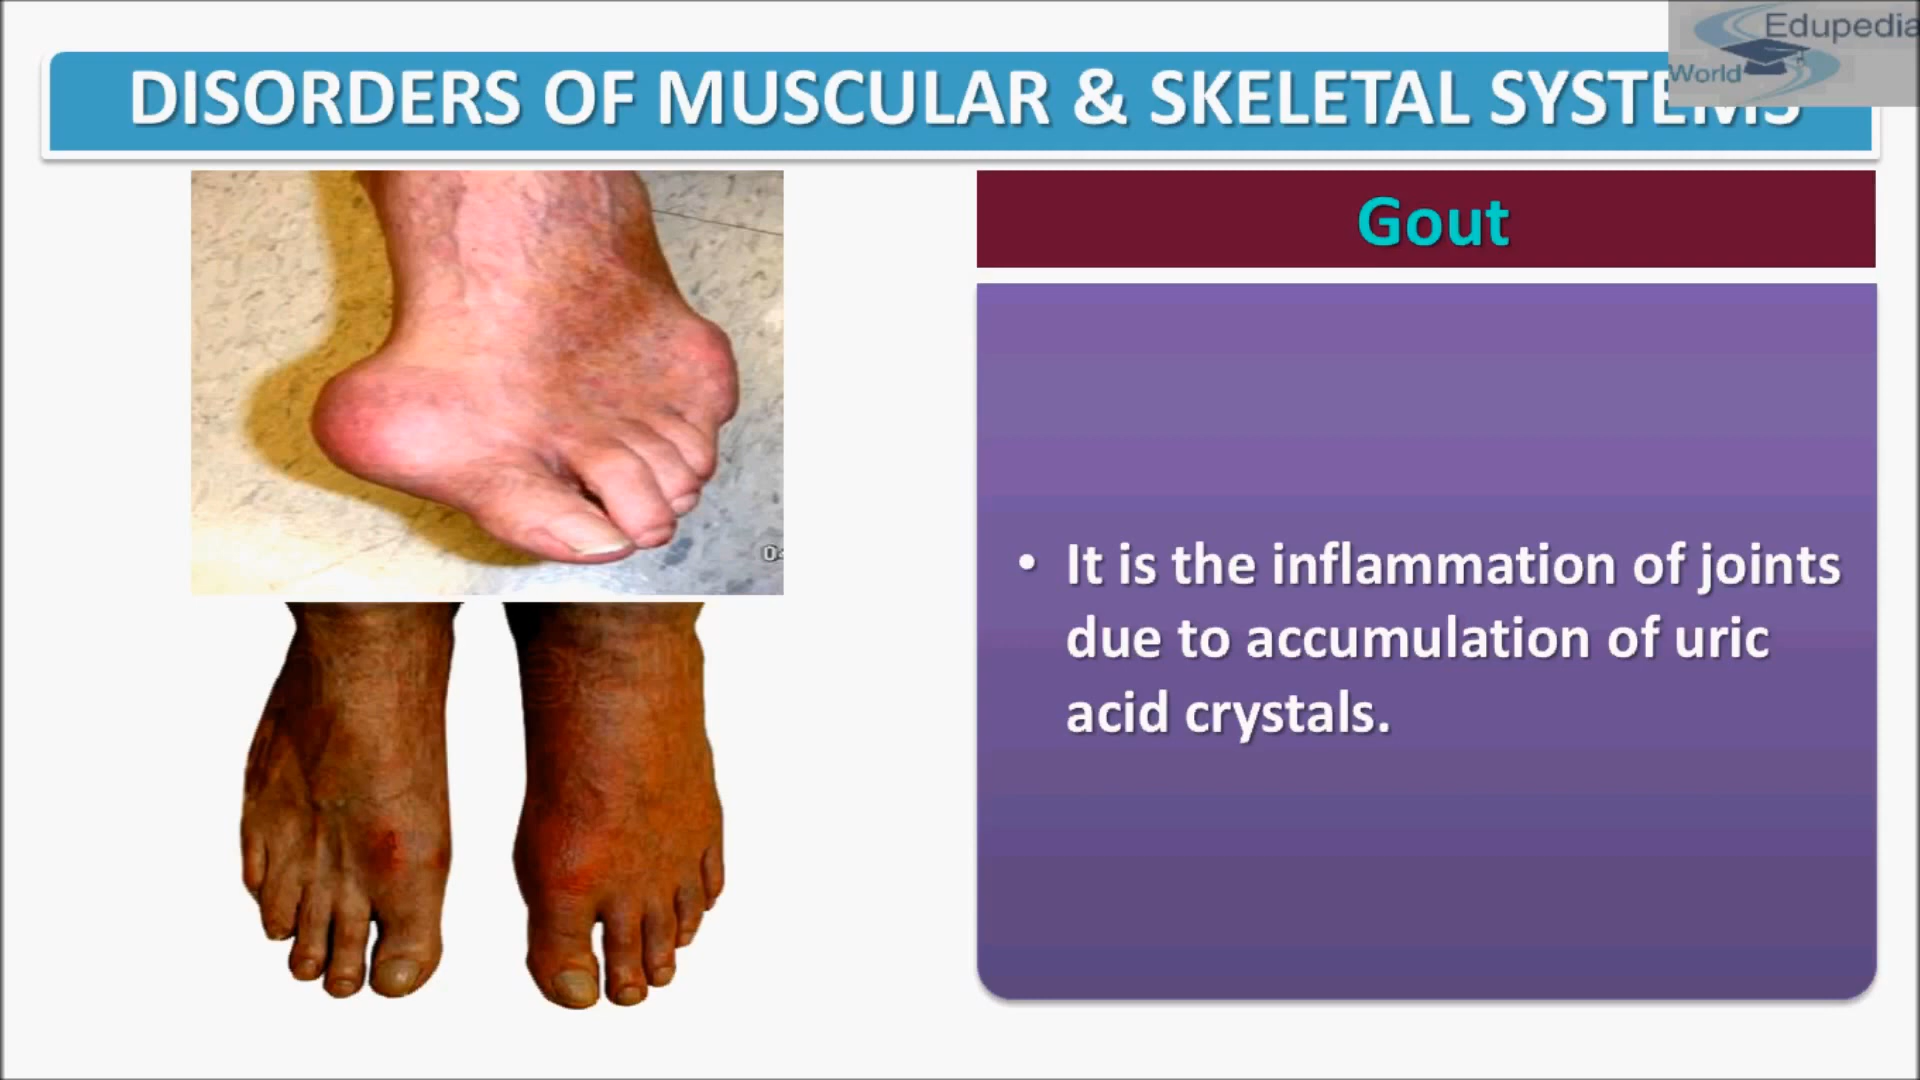 Edupedia
World
DISORDERS OF MUSCULAR & SKELETAL SYSTEMS
Gout
• It is the inflammation of joints
due to accumulation of uric
acid crystals.